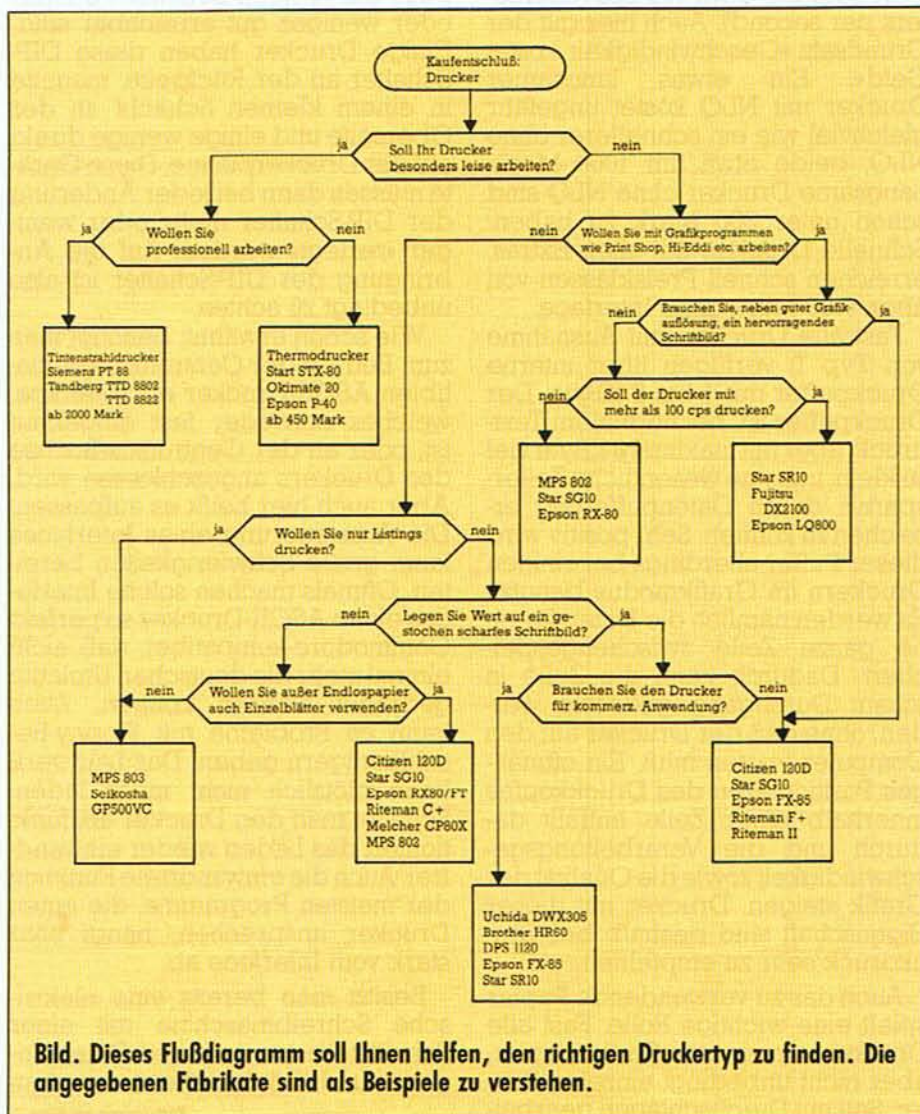 Kaufentschluß:
Drucker
ja
Soll Ihr Drucker
besonders leise arbeiten?
nein
ja
Wollen Sie
professionell arbeiten?
nein
nein
Wollen Sie mit Grafikprogrammen
wie Print Shop, Hi-Eddi etc. arbeiten?
ja
nein
Brauchen Sie, neben guter Grafik-
auflösung, ein hervorragendes
Schriftbild?
ja
Tintenstrahldrucker
Siemens PT 88
Tandberg TTD 8802
TTD 8822
ab 2000 Mark
Thermodrucker
Start STX-80
Okimate 20
Epson P-40
ab 450 Mark
nein
Soll der Drucker mit
mehr als 100 cps drucken?
ja
MPS 802
Star SG10
Epson RX-80
Star SR10
Fujitsu
DX2100
Epson LQ800
ja
Wollen Sie nur Listings
drucken?
nein
nein
Legen Sie Wert auf ein ge-
stochen scharfes Schriftbild?
ja
nein
Wollen Sie außer Endlospapier
auch Einzelblätter verwenden?
ja
ja
Brauchen Sie den Drucker
für kommerz. Anwendung?
nein
MPS 803
Seikosha
GP500VC
Citizen 120D
Star SG10
Epson RX80/FT
Riteman C+
Melcher CP80X
MPS 802
Citizen 120D
Star SG10
Epson FX-85
Riteman F+
Riteman II
Uchida DWX305
Brother HR60
DPS 1120
Epson FX-85
Star SR10
Bild. Dieses Flußdiagramm soll Ihnen helfen, den richtigen Druckertyp zu finden. Die
angegebenen Fabrikate sind als Beispiele zu verstehen.